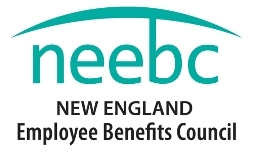 neebc
NEW ENGLAND
Employee Benefits Council